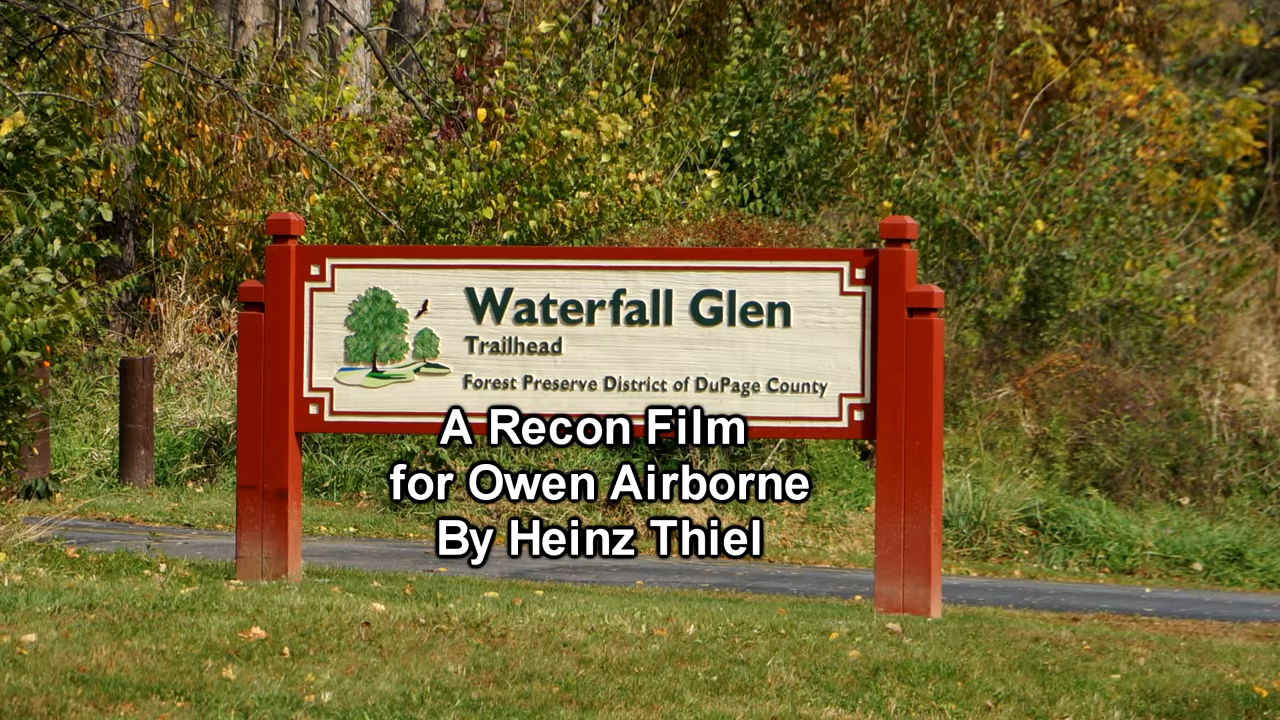 Waterfall Glen
Trailhead
Forest Preserve District of DuPage County
A Recon Film
for Owen Airborne
By Heinz Thiel